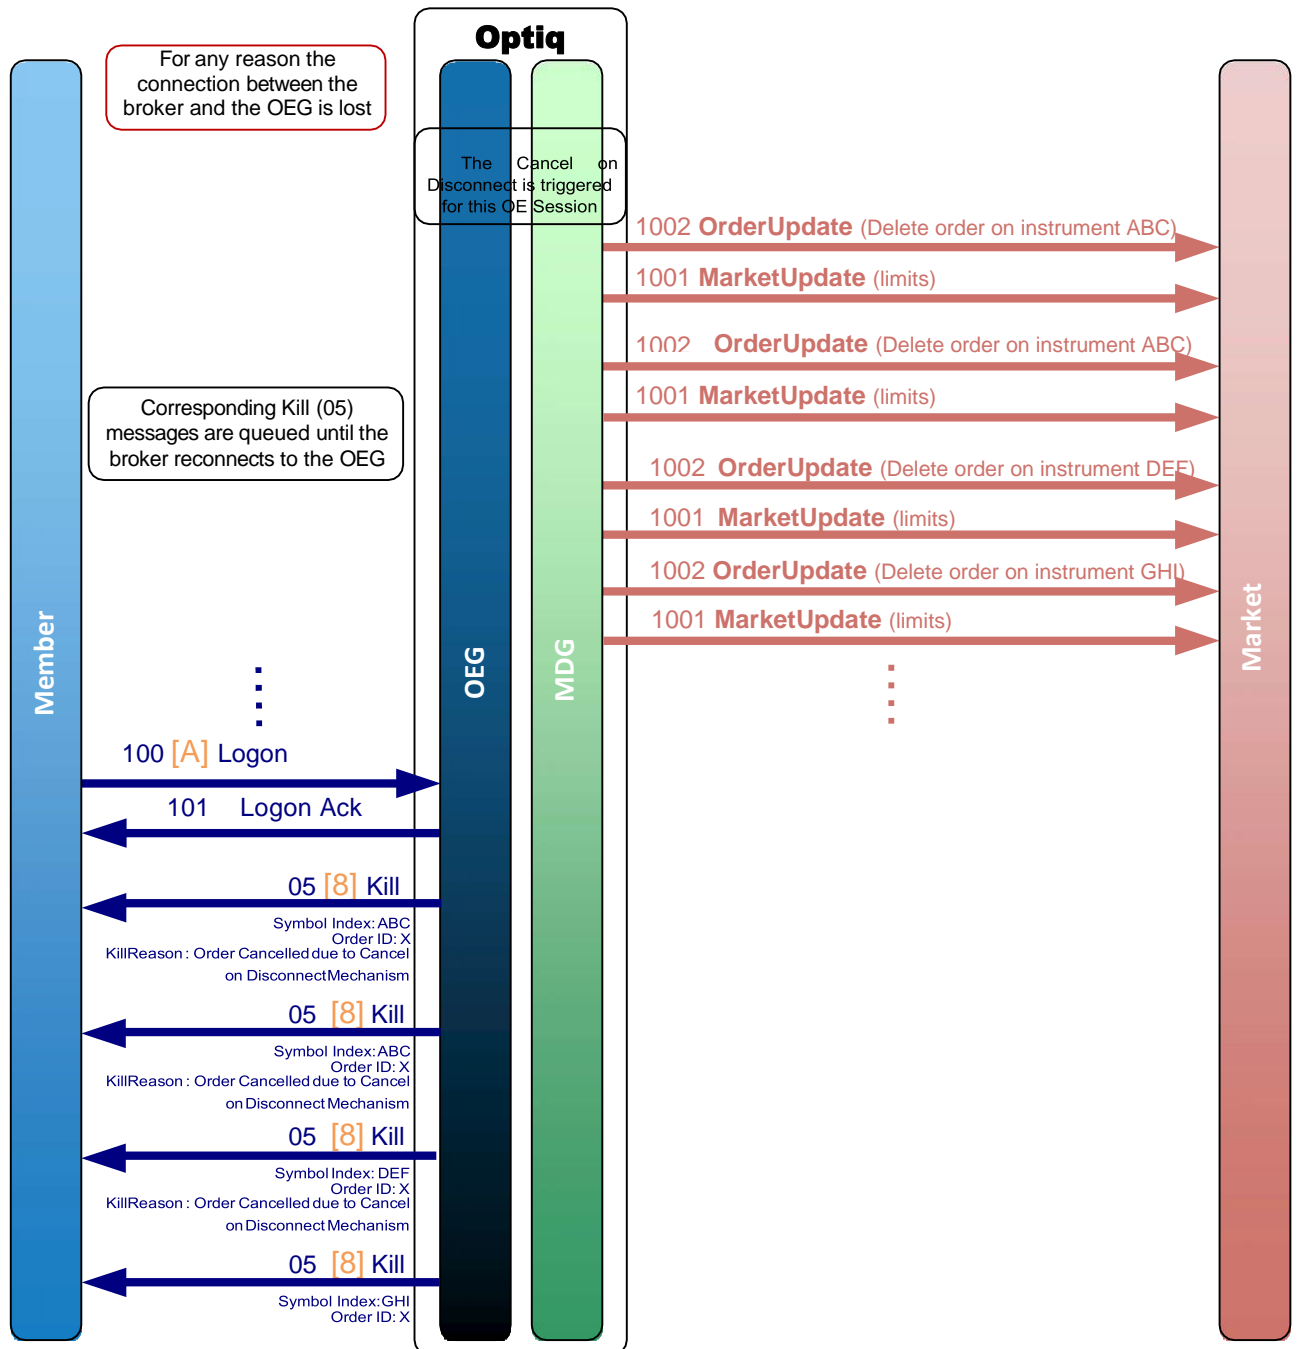 Optiq
For any reason the
connection between the
broker and the OEG is lost
The Cancel on
Disconnect is triggered
for this OE Session
1002 OrderUpdate (Delete order on instrument ABC)
1001 MarketUpdate (limits)
1002 OrderUpdate (Delete order on instrument ABC)
1001 MarketUpdate (limits)
Corresponding Kill (05)
messages are queued until the
broker reconnects to the OEG
1002 OrderUpdate (Delete order on instrument DEF)
1001 MarketUpdate (limits)
1002 OrderUpdate (Delete order on instrument GHI)
1001 MarketUpdate (limits)
Member
OEG
MDG
Market
100 [A] Logon
101 Logon Ack
05 [8] Kill
Symbol Index: ABC
Order ID: X
KillReason : Order Cancelled due to Cancel
on Disconnect Mechanism
05 [8] Kill
Symbol Index: ABC
Order ID: X
KillReason : Order Cancelled due to Cancel
on Disconnect Mechanism
05 [8] Kill
Symbol Index: DEF
Order ID: X
KillReason : Order Cancelled due to Cancel
on Disconnect Mechanism
05 [8] Kill
Symbol Index: GHI
Order ID: X